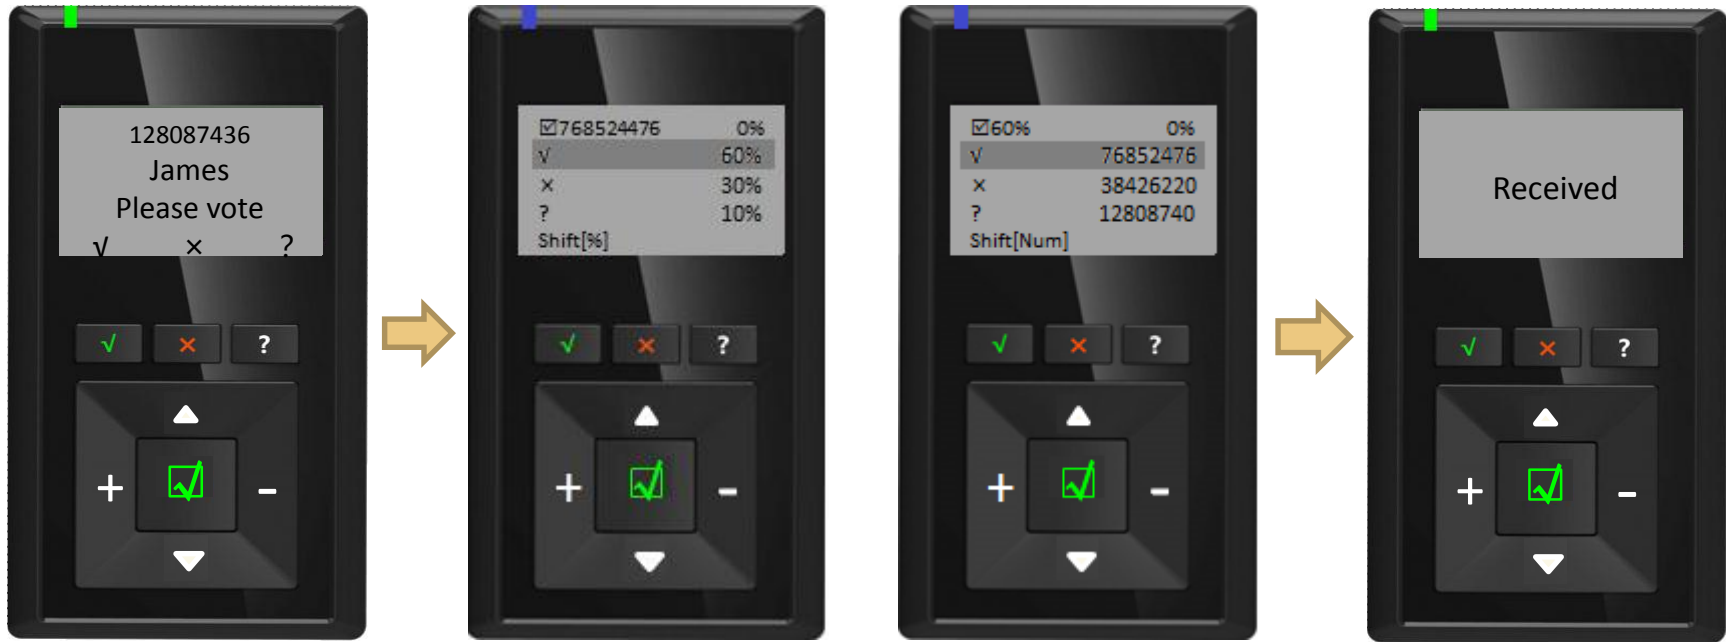 128087436
James
Please vote
√ × ?
√ × ?
+ -
☑768524476 0%
√ 60%
× 30%
? 10%
Shift[%]
√ × ?
+ -
☑60% 0%
√ 76852476
× 38426220
? 12808740
Shift[Num]
√ × ?
+ -
Received
√ × ?
+ -